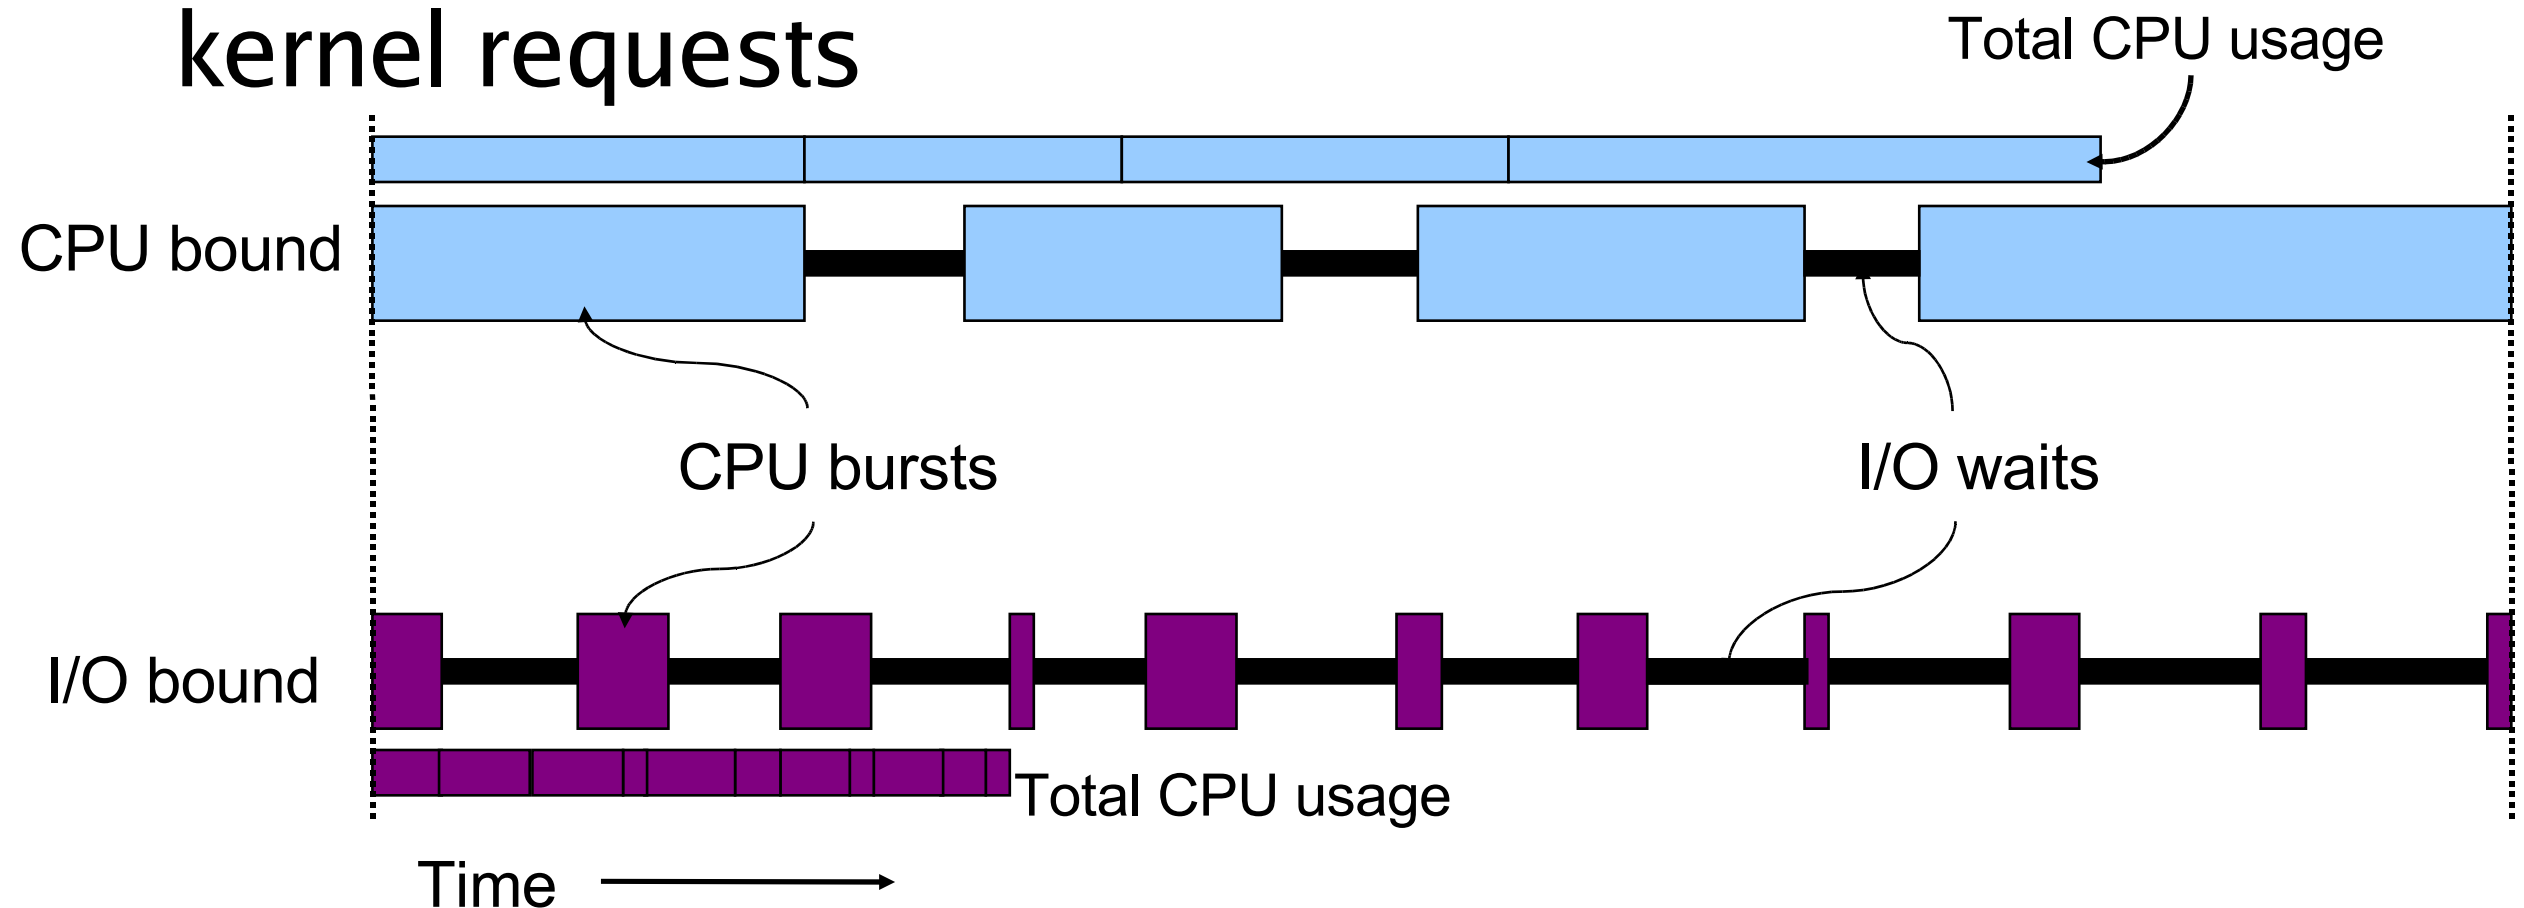 kernel requests
Total CPU usage
CPU bound
CPU bursts
I/O waits
I/O bound
Total CPU usage
Time